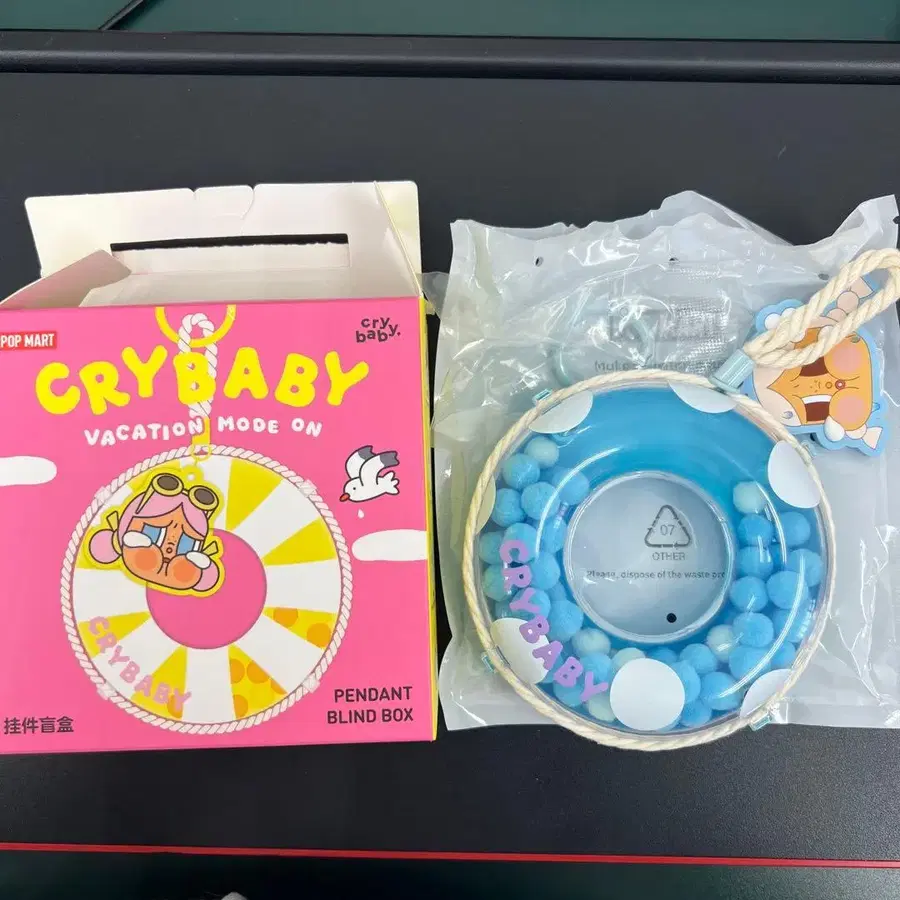 POP MART
cry
baby.
CRYBABY
VACATION MODE ON
CRYBABY
PENDANT
BLIND BOX
挂件盲盒
07
OTHER
Please, dispose of the waste pro
CRYBABY